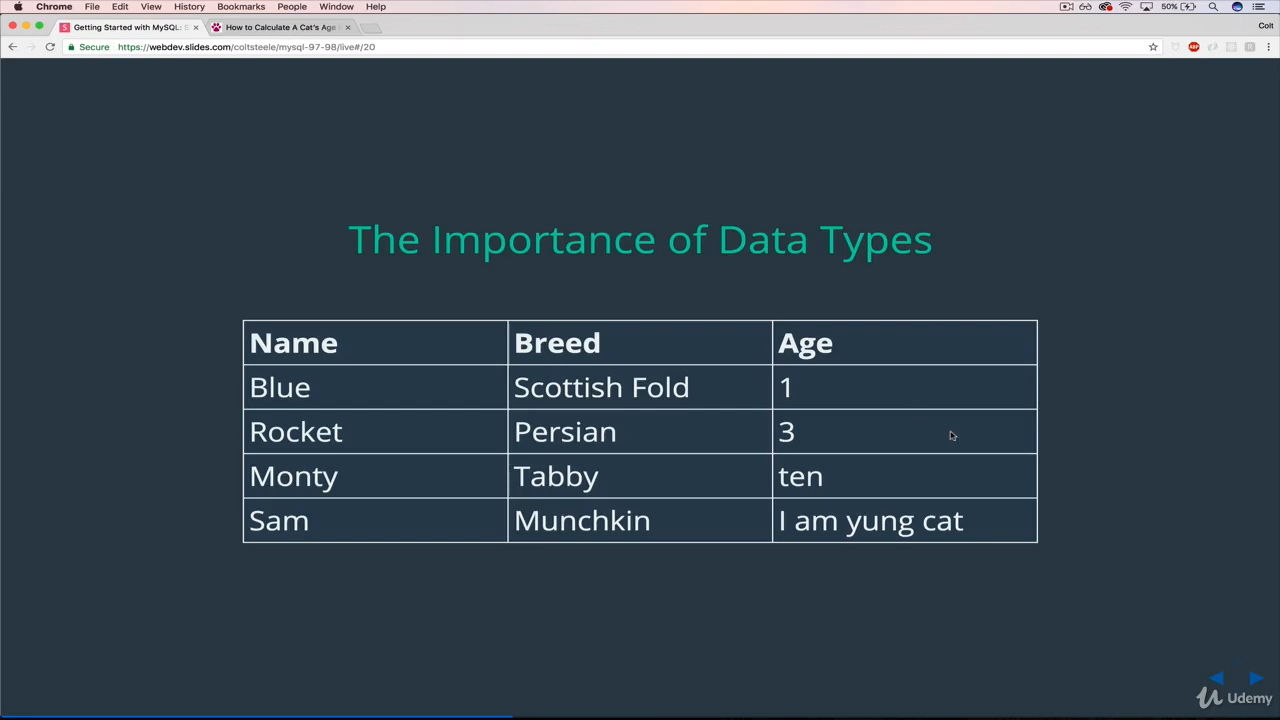 Chrome File Edit View History Bookmarks People Window Help 50%
Getting Started with MySQL: How to Calculate A Cat's Age Colt
Secure https://webdev.slides.com/coltsteele/mysql-97-98/live#/20
ABP
The Importance of Data Types
Name Breed Age
Blue Scottish Fold 1
Rocket Persian 3
Monty Tabby ten
Sam Munchkin I am yung cat
Udemy